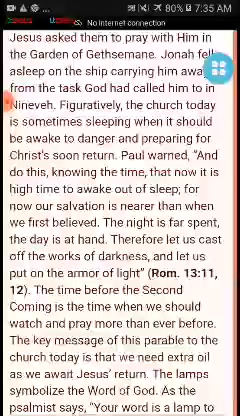 80% 7:35 AM
No Internet connection
Jesus asked them to pray with Him in
the Garden of Gethsemane. Jonah fell
asleep on the ship carrying him away
from the task God had called him to in
Nineveh. Figuratively, the church today
is sometimes sleeping when it should
be awake to danger and preparing for
Christ's soon return. Paul warned, “And
do this, knowing the time, that now it is
high time to awake out of sleep; for
now our salvation is nearer than when
we first believed. The night is far spent,
the day is at hand. Therefore let us cast
off the works of darkness, and let us
put on the armor of light” (Rom. 13:11,
12). The time before the Second
Coming is the time when we should
watch and pray more than ever before.
The key message of this parable to the
church today is that we need extra oil
as we await Jesus' return. The lamps
symbolize the Word of God. As the
psalmist says, “Your word is a lamp to